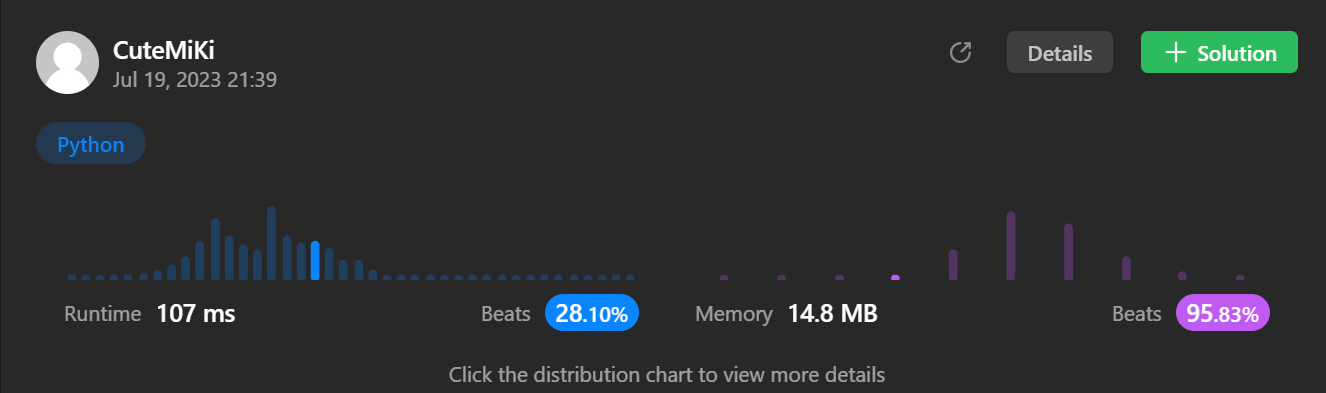 CuteMiKi
Jul 19, 2023 21:39
Details
+ Solution
Python
Runtime 107 ms Beats 28.10% Memory 14.8 MB Beats 95.83%
Click the distribution chart to view more details